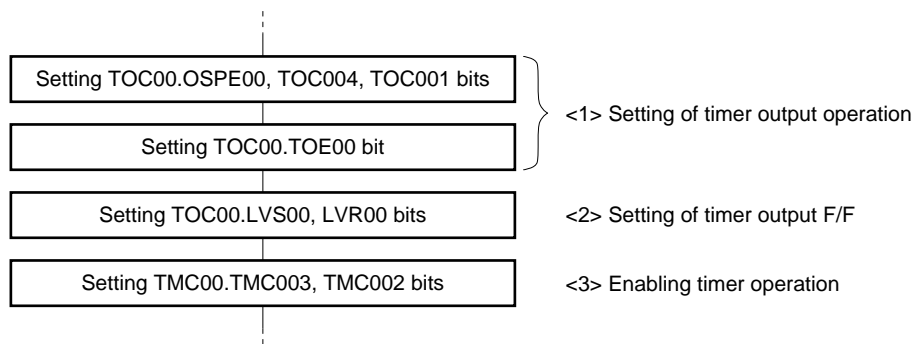 Setting TOC00.OSPE00, TOC004, TOC001 bits
<1> Setting of timer output operation
Setting TOC00.TOE00 bit
Setting TOC00.LVS00, LVR00 bits
<2> Setting of timer output F/F
Setting TMC00.TMC003, TMC002 bits
<3> Enabling timer operation